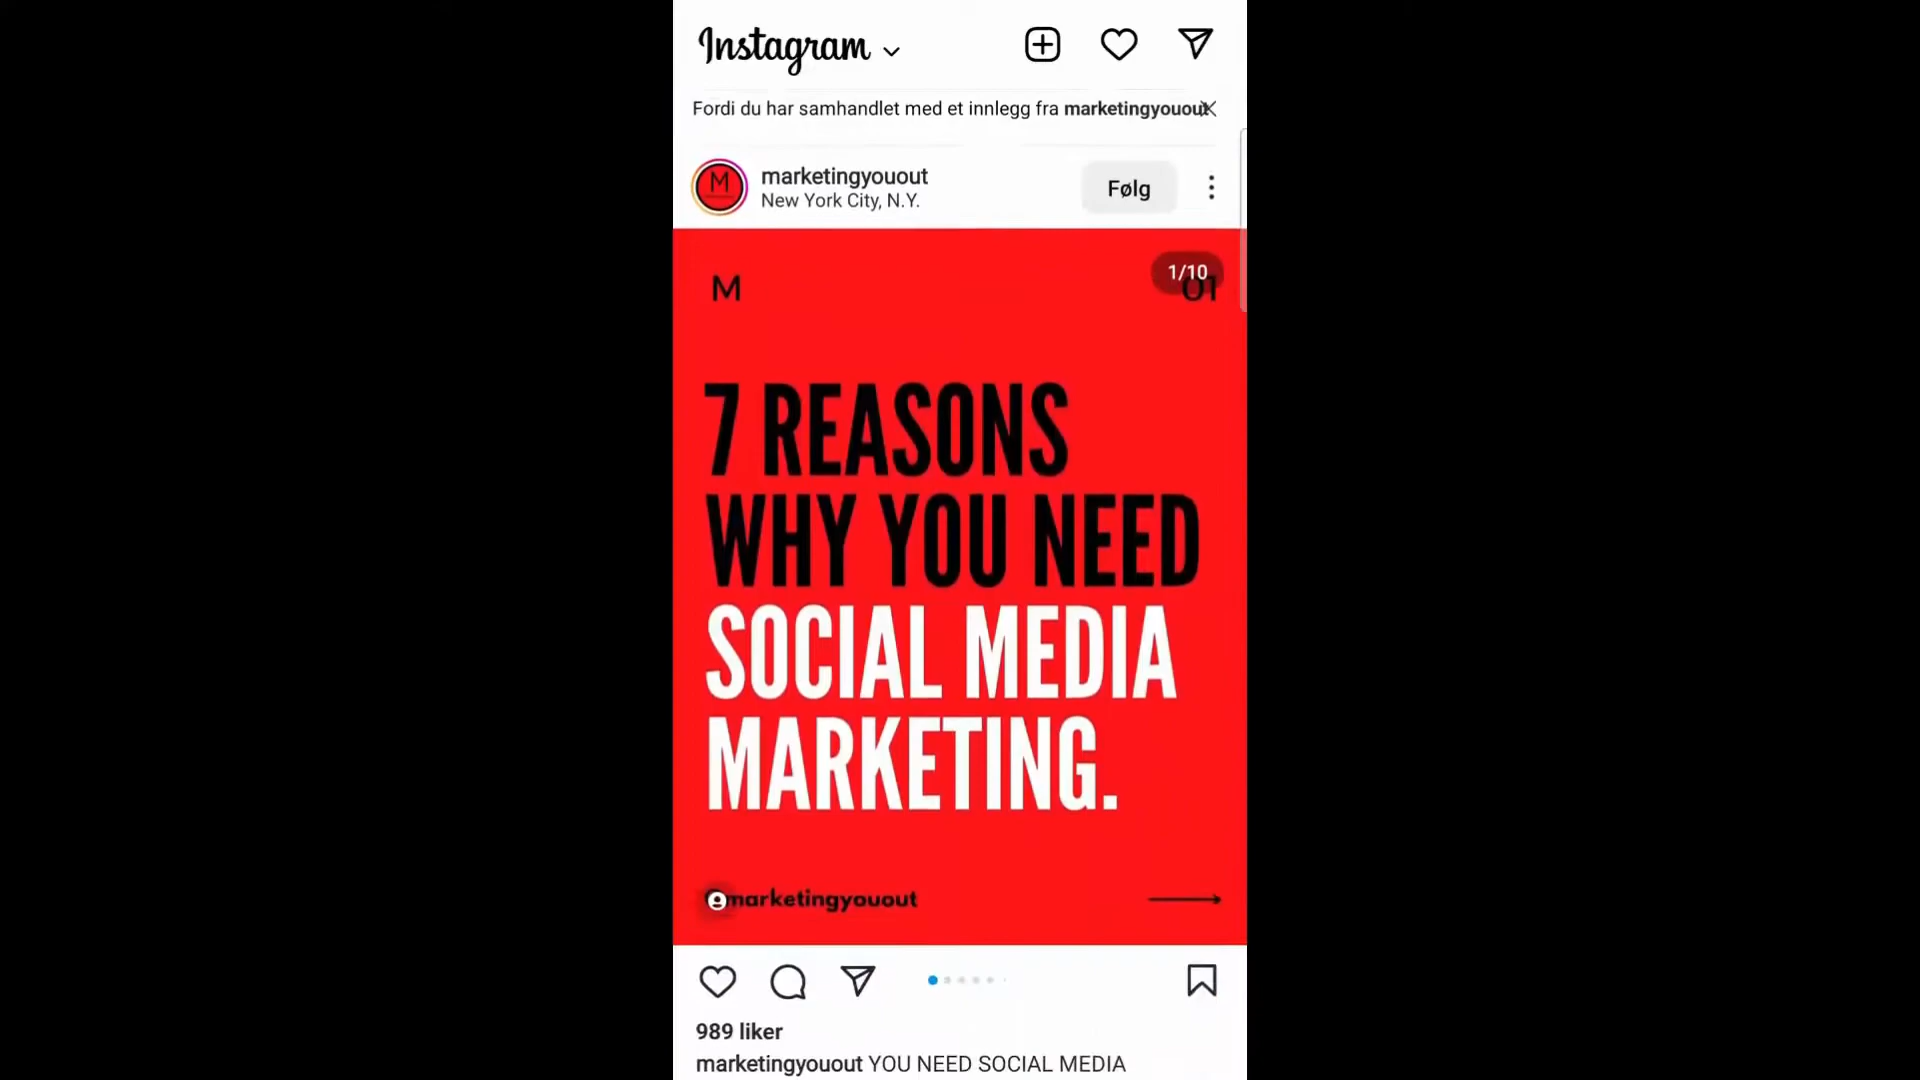 Instagram
Fordi du har samhandlet med et innlegg fra marketingyouout
marketingyouout
New York City, N.Y.
Følg
1/10
M
01
7 REASONS
WHY YOU NEED
SOCIAL MEDIA
MARKETING.
marketingyouout
989 liker
marketingyouout YOU NEED SOCIAL MEDIA